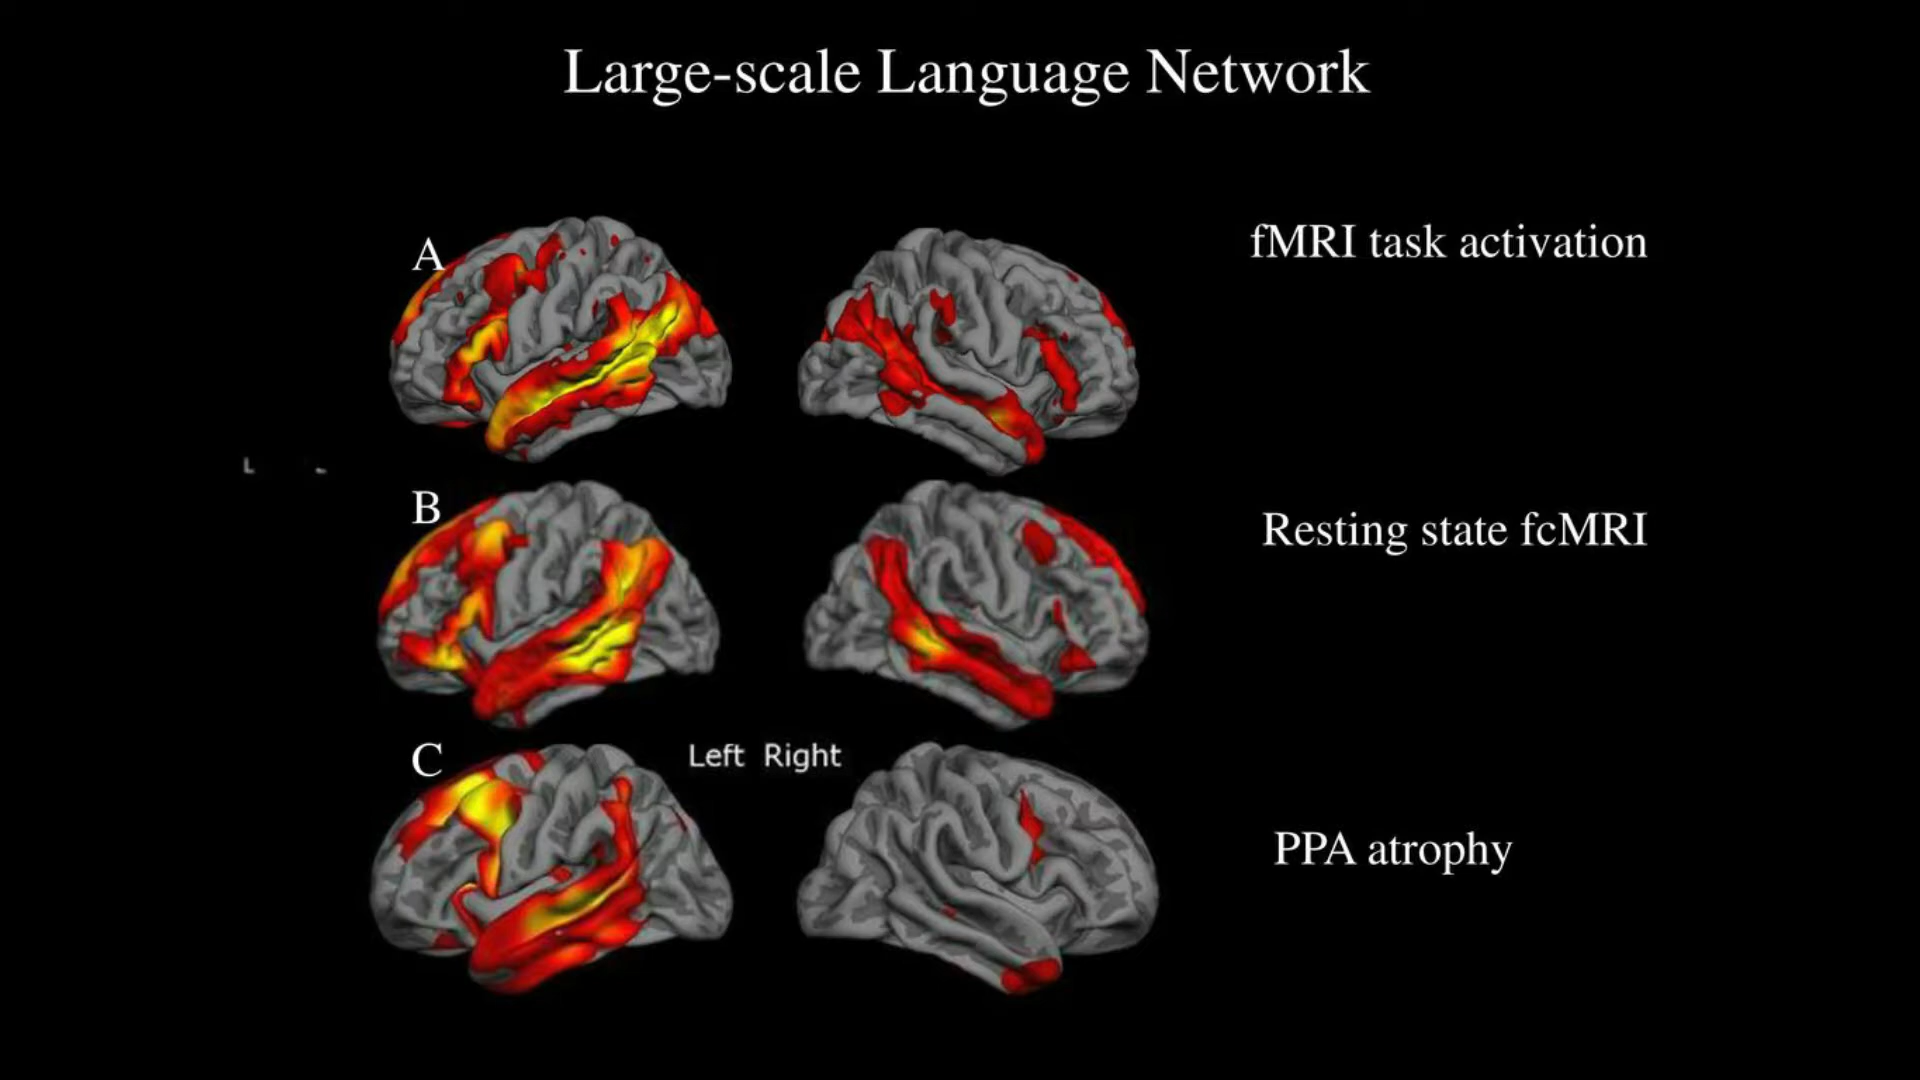 Large-scale Language Network
A
fMRI task activation
L
B
Resting state fcMRI
C
Left Right
PPA atrophy